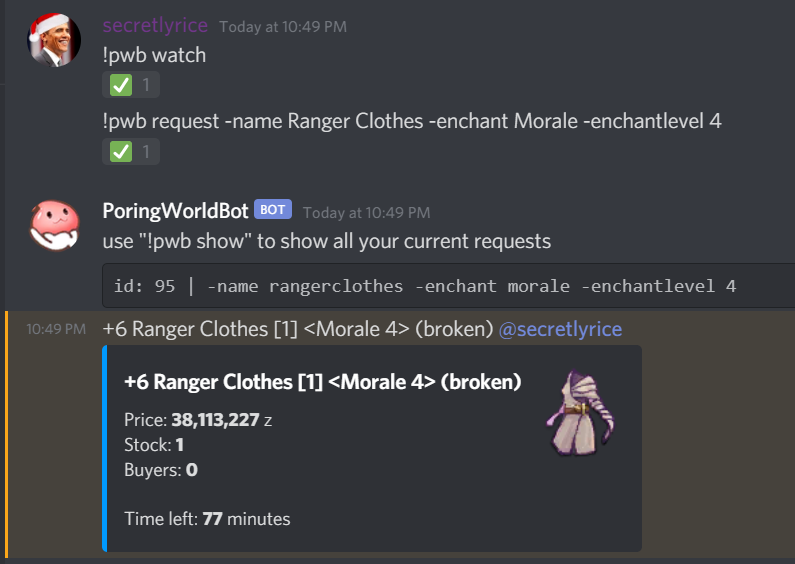 secretlyrice Today at 10:49 PM
!pwb watch
1
!pwb request -name Ranger Clothes -enchant Morale -enchantlevel 4
1
PoringWorldBot BOT Today at 10:49 PM
use "!pwb show" to show all your current requests
id: 95 | -name rangerclothes -enchant morale -enchantlevel 4
10:49 PM +6 Ranger Clothes [1] <Morale 4> (broken) @secretlyrice
+6 Ranger Clothes [1] <Morale 4> (broken)
Price: 38,113,227 z
Stock: 1
Buyers: 0
Time left: 77 minutes